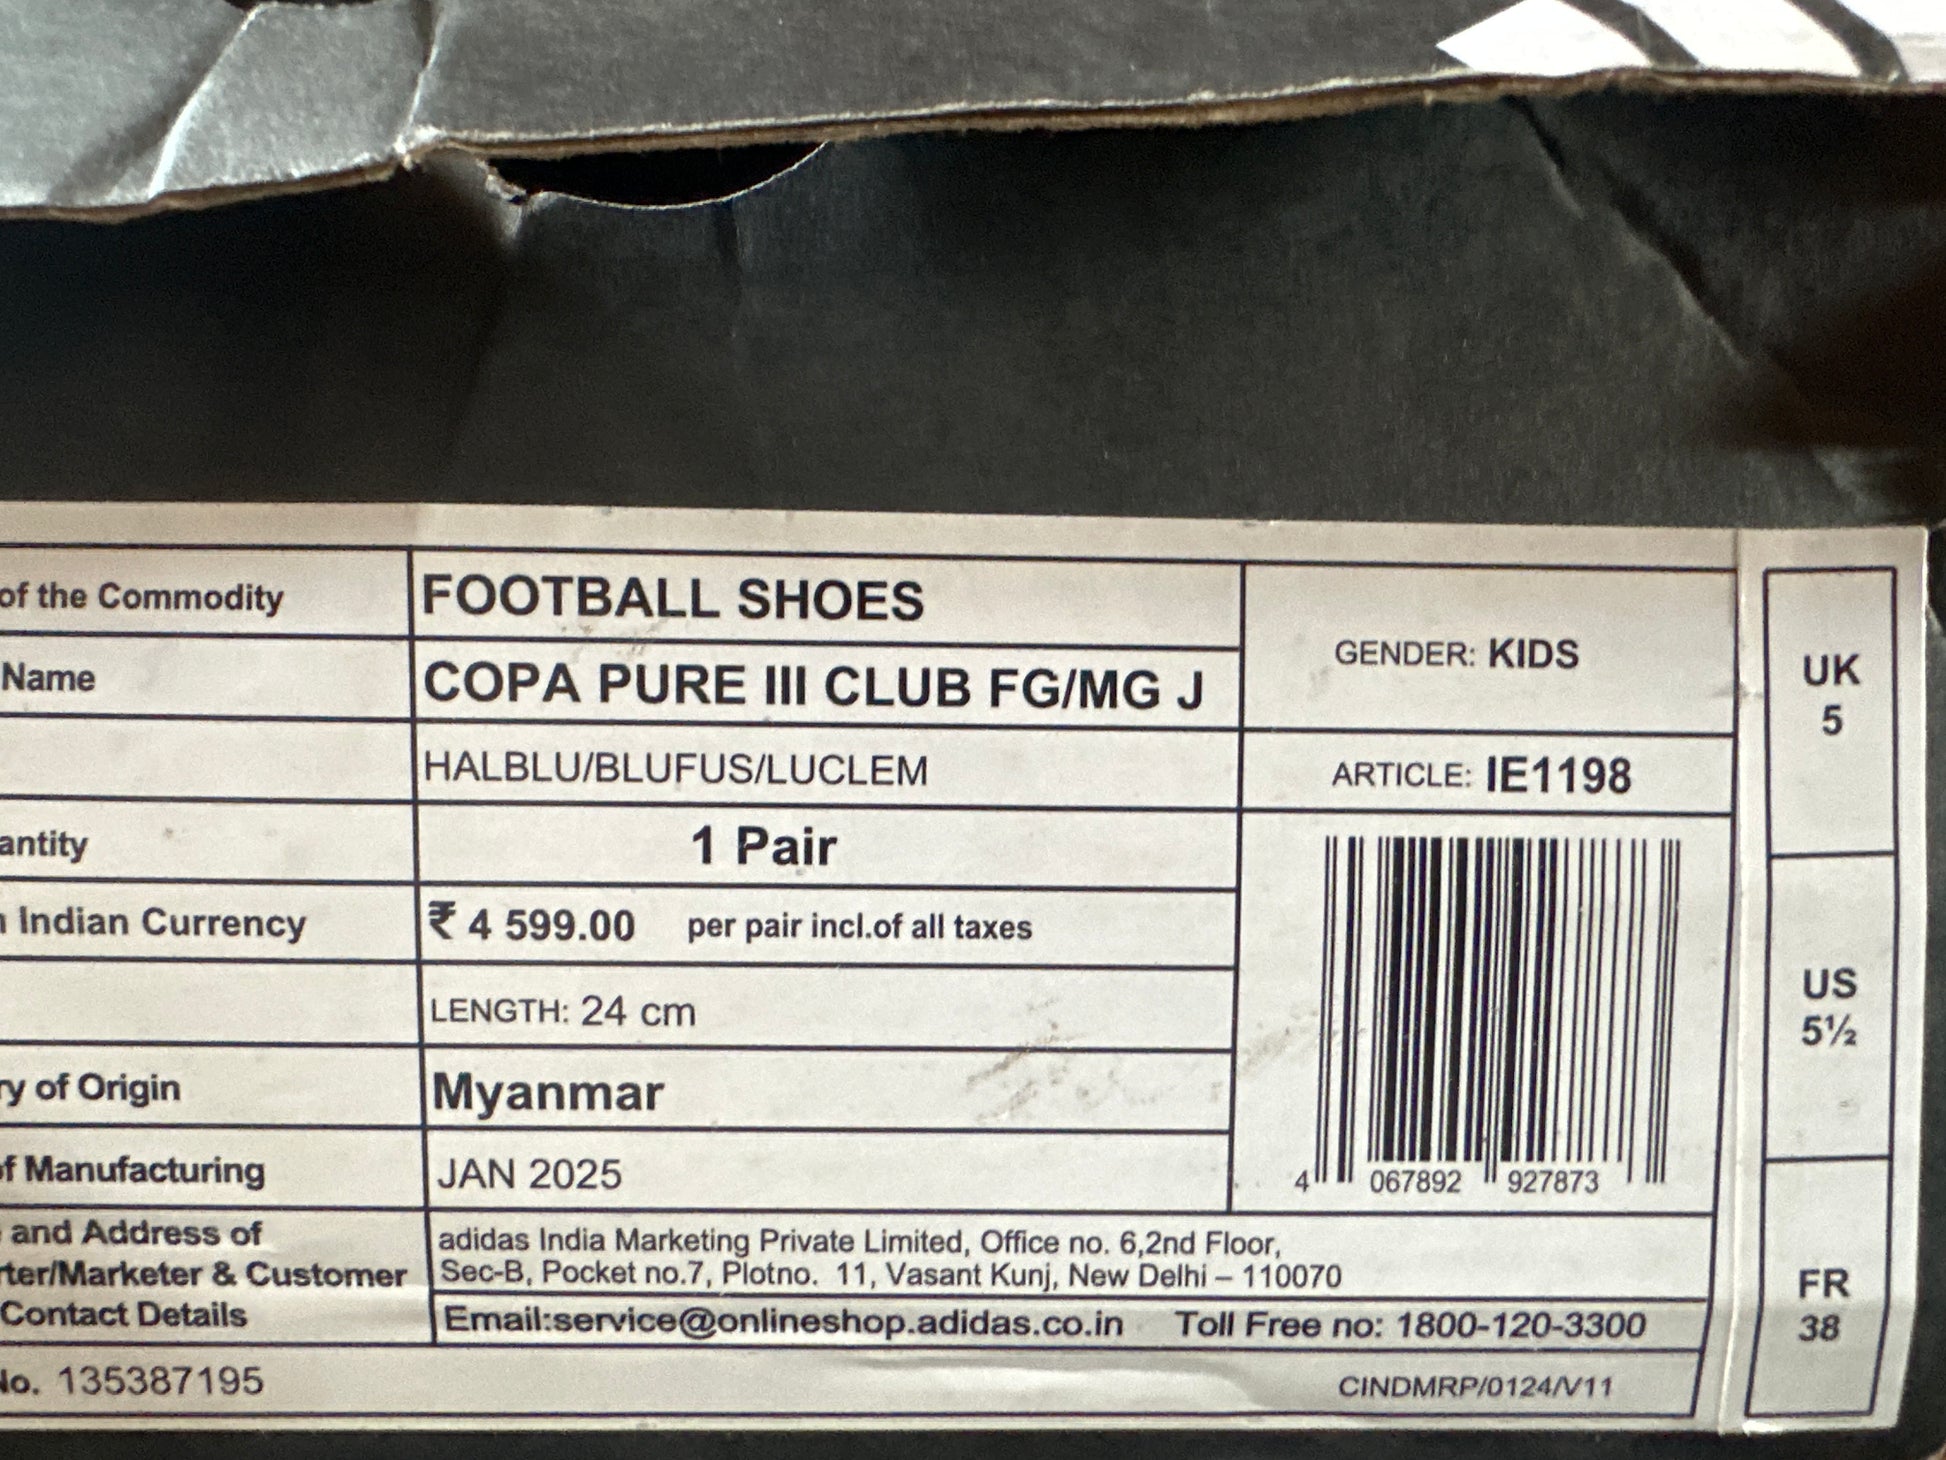 of the Commodity FOOTBALL SHOES
Name COPA PURE III CLUB FG/MG J
GENDER: KIDS
HALBLU/BLUFUS/LUCLEM
ARTICLE: IE1198
antity 1 Pair
Indian Currency ₹ 4 599.00 per pair incl.of all taxes
LENGTH: 24 cm
ry of Origin Myanmar
of Manufacturing JAN 2025
4 067892 927873
and Address of
rter/Marketer & Customer
Contact Details
adidas India Marketing Private Limited, Office no. 6,2nd Floor,
Sec-B, Pocket no.7, Plotno. 11, Vasant Kunj, New Delhi – 110070
Email:service@onlineshop.adidas.co.in Toll Free no: 1800-120-3300
No. 135387195
CINDMRP/0124/V11
UK
5
US
5½
FR
38